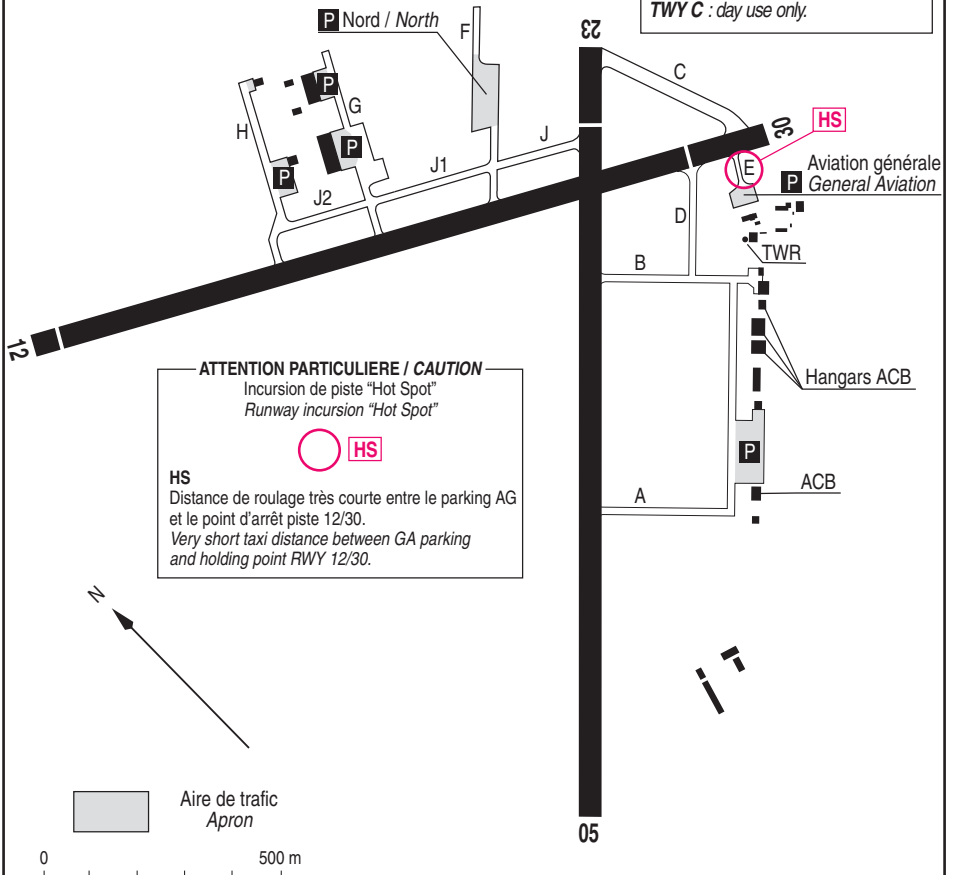 TWY C : day use only.
P Nord / North
F
23
C
P
G
H
P
P
J
J1
J2
30
HS
E
Aviation générale
P General Aviation
D
TWR
B
12
Hangars ACB
ATTENTION PARTICULIERE / CAUTION
Incursion de piste “Hot Spot”
Runway incursion “Hot Spot”
HS
HS
Distance de roulage très courte entre le parking AG
et le point d'arrêt piste 12/30.
Very short taxi distance between GA parking
and holding point RWY 12/30.
P
A
ACB
N
Aire de trafic
Apron
05
0 500 m